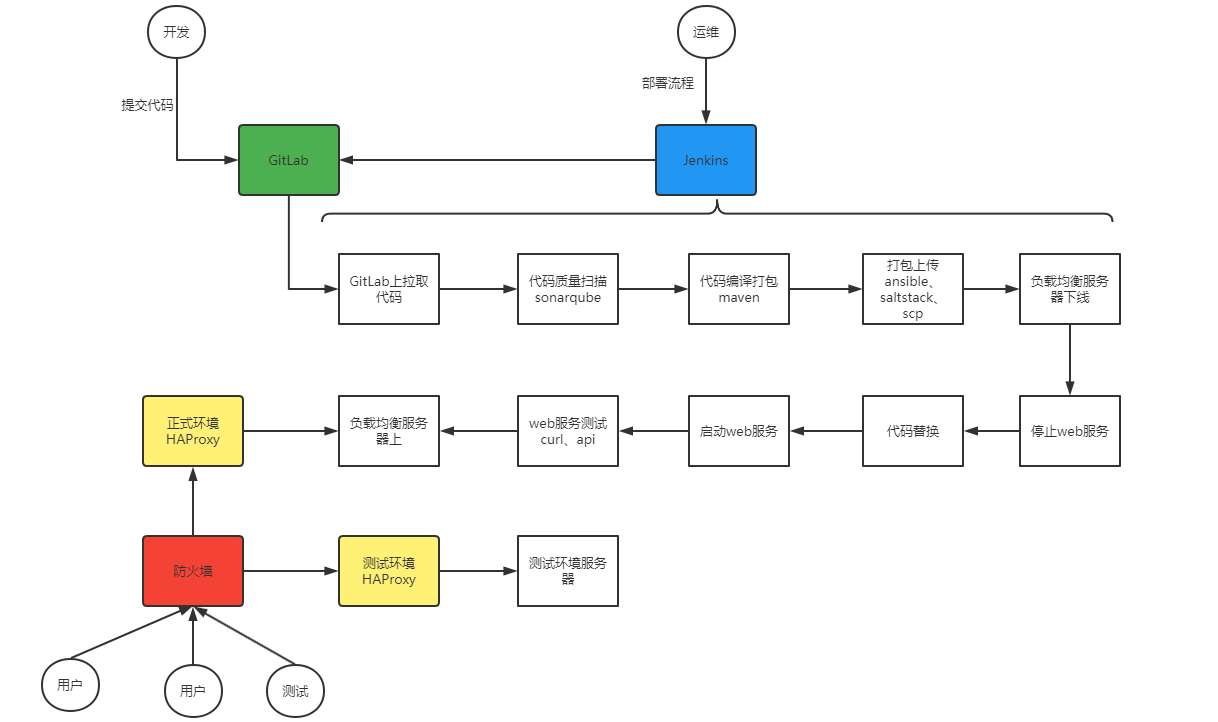 开发
运维
部署流程
提交代码
GitLab
Jenkins
GitLab上拉取
代码
代码质量扫描
sonarqube
代码编译打包
maven
打包上传
ansible、
saltstack、
scp
负载均衡服务
器下线
正式环境
HAProxy
负载均衡服务
器上
web服务测试
curl、api
启动web服务
代码替换
停止web服务
防火墙
测试环境
HAProxy
测试环境服务
器
用户
用户
测试